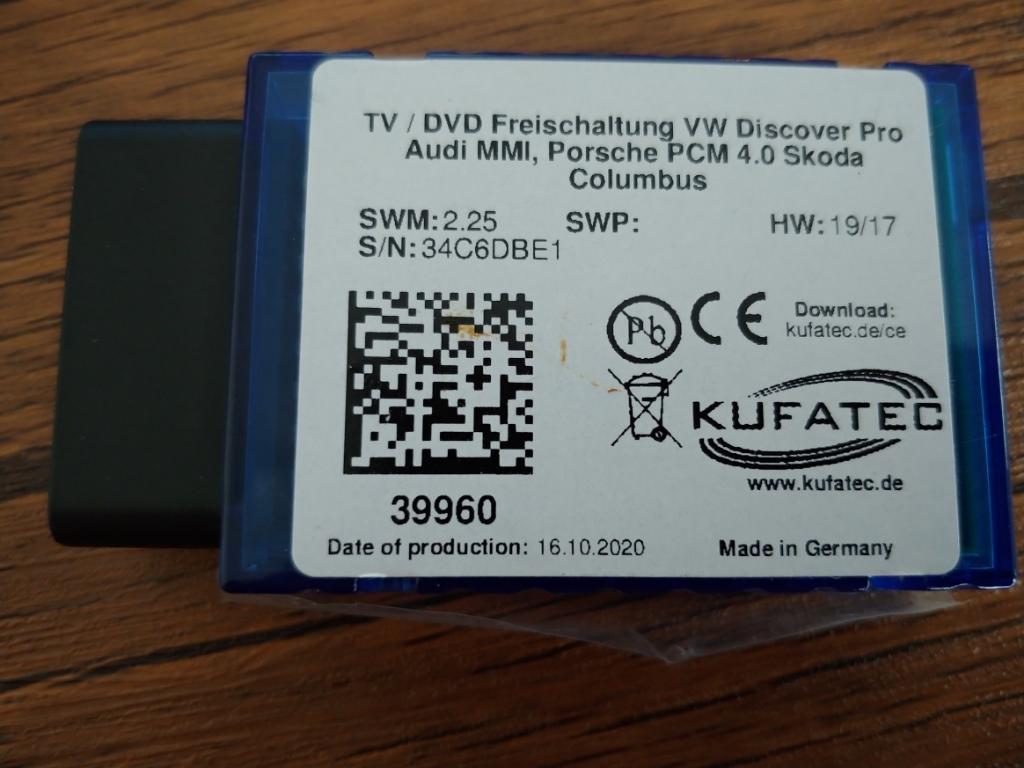 TV / DVD Freischaltung VW Discover Pro
Audi MMI, Porsche PCM 4.0 Skoda
Columbus
SWM: 2.25 SWP: HW: 19/17
S/N: 34C6DBE1
Pb CE Download:
kufatec.de/ce
KUFATEC
www.kufatec.de
39960
Date of production: 16.10.2020 Made in Germany